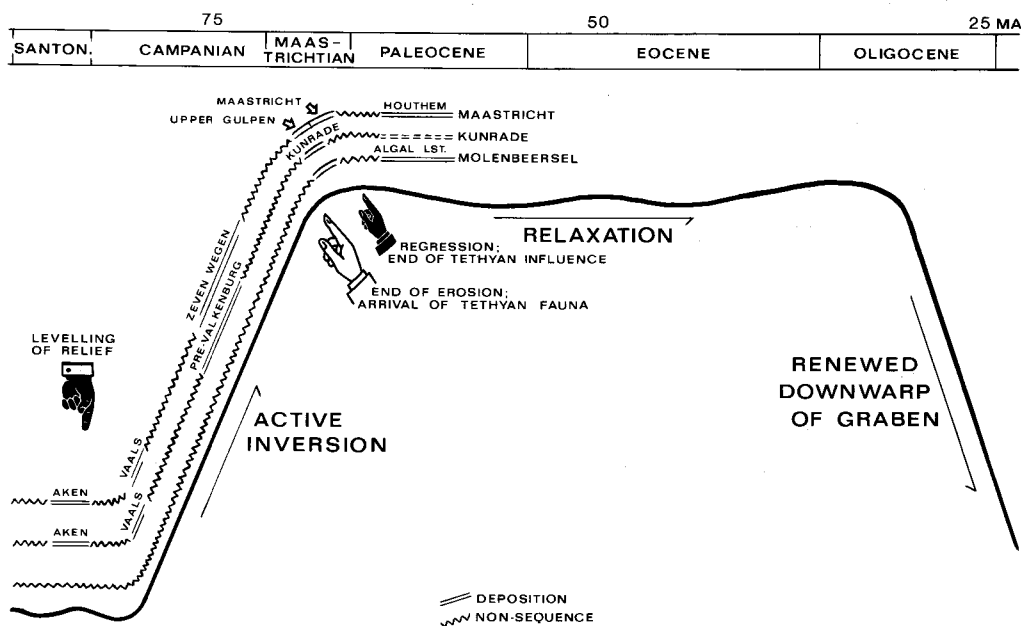 75
50
25 MA
SANTON.
CAMPANIAN
MAAS-
TRICHTIAN
PALEOCENE
EOCENE
OLIGOCENE
MAASTRICHT
UPPER GULPEN
KUNRADE
HOUTHEM
MAASTRICHT
KUNRADE
ALGAL LST.
MOLENBEERSEL
REGRESSION;
END OF TETHYAN INFLUENCE
END OF EROSION;
ARRIVAL OF TETHYAN FAUNA
RELAXATION
ZEVEN WEGEN
PRE-VALKENBURG
LEVELLING
OF RELIEF
ACTIVE
INVERSION
RENEWED
DOWNWARP
OF GRABEN
VAALS
AKEN
VAALS
AKEN
DEPOSITION
NON-SEQUENCE